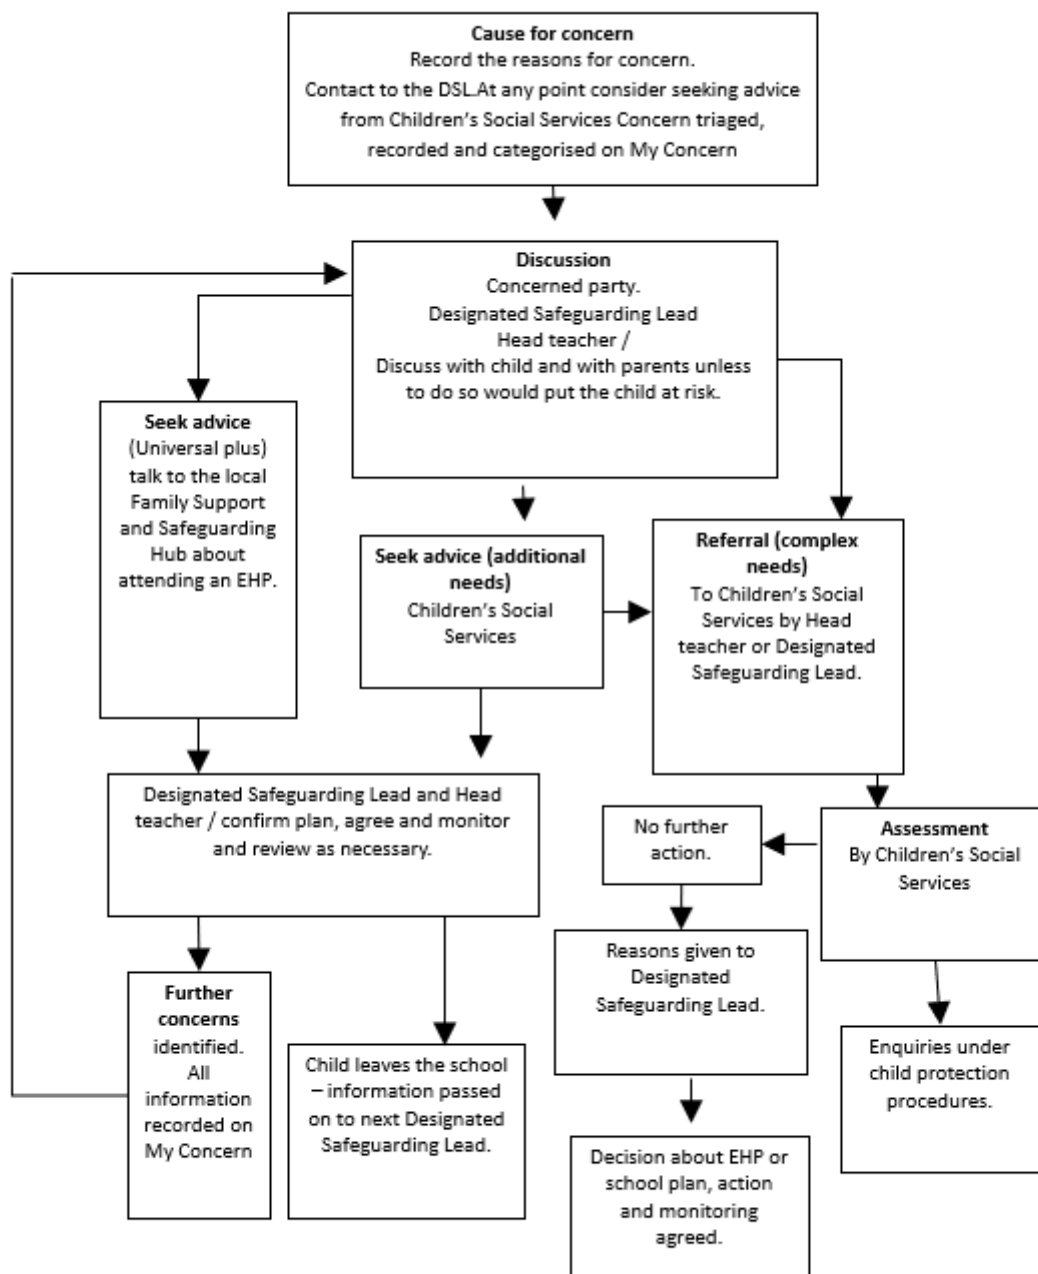 Cause for concern
Record the reasons for concern.
Contact to the DSL.At any point consider seeking advice
from Children's Social Services Concern triaged,
recorded and categorised on My Concern
Discussion
Concerned party.
Designated Safeguarding Lead
Head teacher /
Discuss with child and with parents unless
to do so would put the child at risk.
Seek advice
(Universal plus)
talk to the local
Family Support
and Safeguarding
Hub about
attending an EHP.
Seek advice (additional
needs)
Children's Social
Services
Referral (complex
needs)
To Children's Social
Services by Head
teacher or Designated
Safeguarding Lead.
Designated Safeguarding Lead and Head
teacher / confirm plan, agree and monitor
and review as necessary.
No further
action.
Assessment
By Children's Social
Services
Reasons given to
Designated
Safeguarding Lead.
Further
concerns
identified.
All
information
recorded on
My Concern
Child leaves the school
– information passed
on to next Designated
Safeguarding Lead.
Enquiries under
child protection
procedures.
Decision about EHP or
school plan, action
and monitoring
agreed.